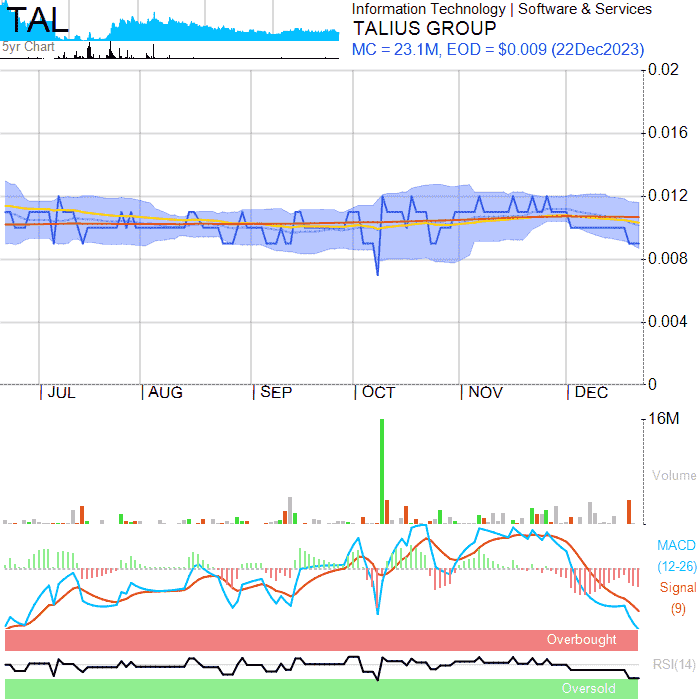 TAL
5yr Chart
Information Technology | Software & Services
TALIUS GROUP
MC = 23.1M, EOD = $0.009 (22Dec2023)
0.02
0.016
0.012
0.008
0.004
0
JUL AUG SEP OCT NOV DEC
16M
Volume
MACD
(12-26)
Signal
(9)
Overbought
RSI(14)
Oversold